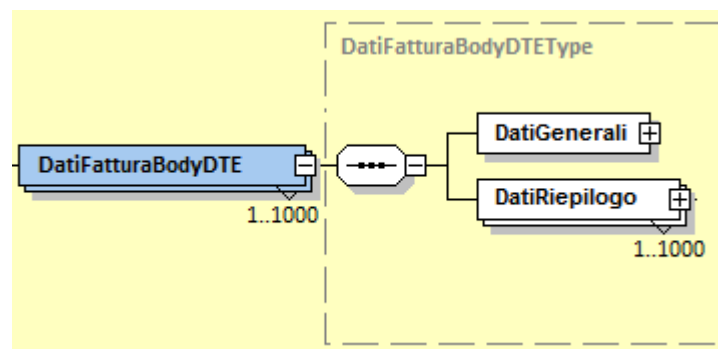 DatiFatturaBodyDTEType
DatiGenerali
DatiFatturaBodyDTE
1..1000
DatiRiepilogo
1..1000